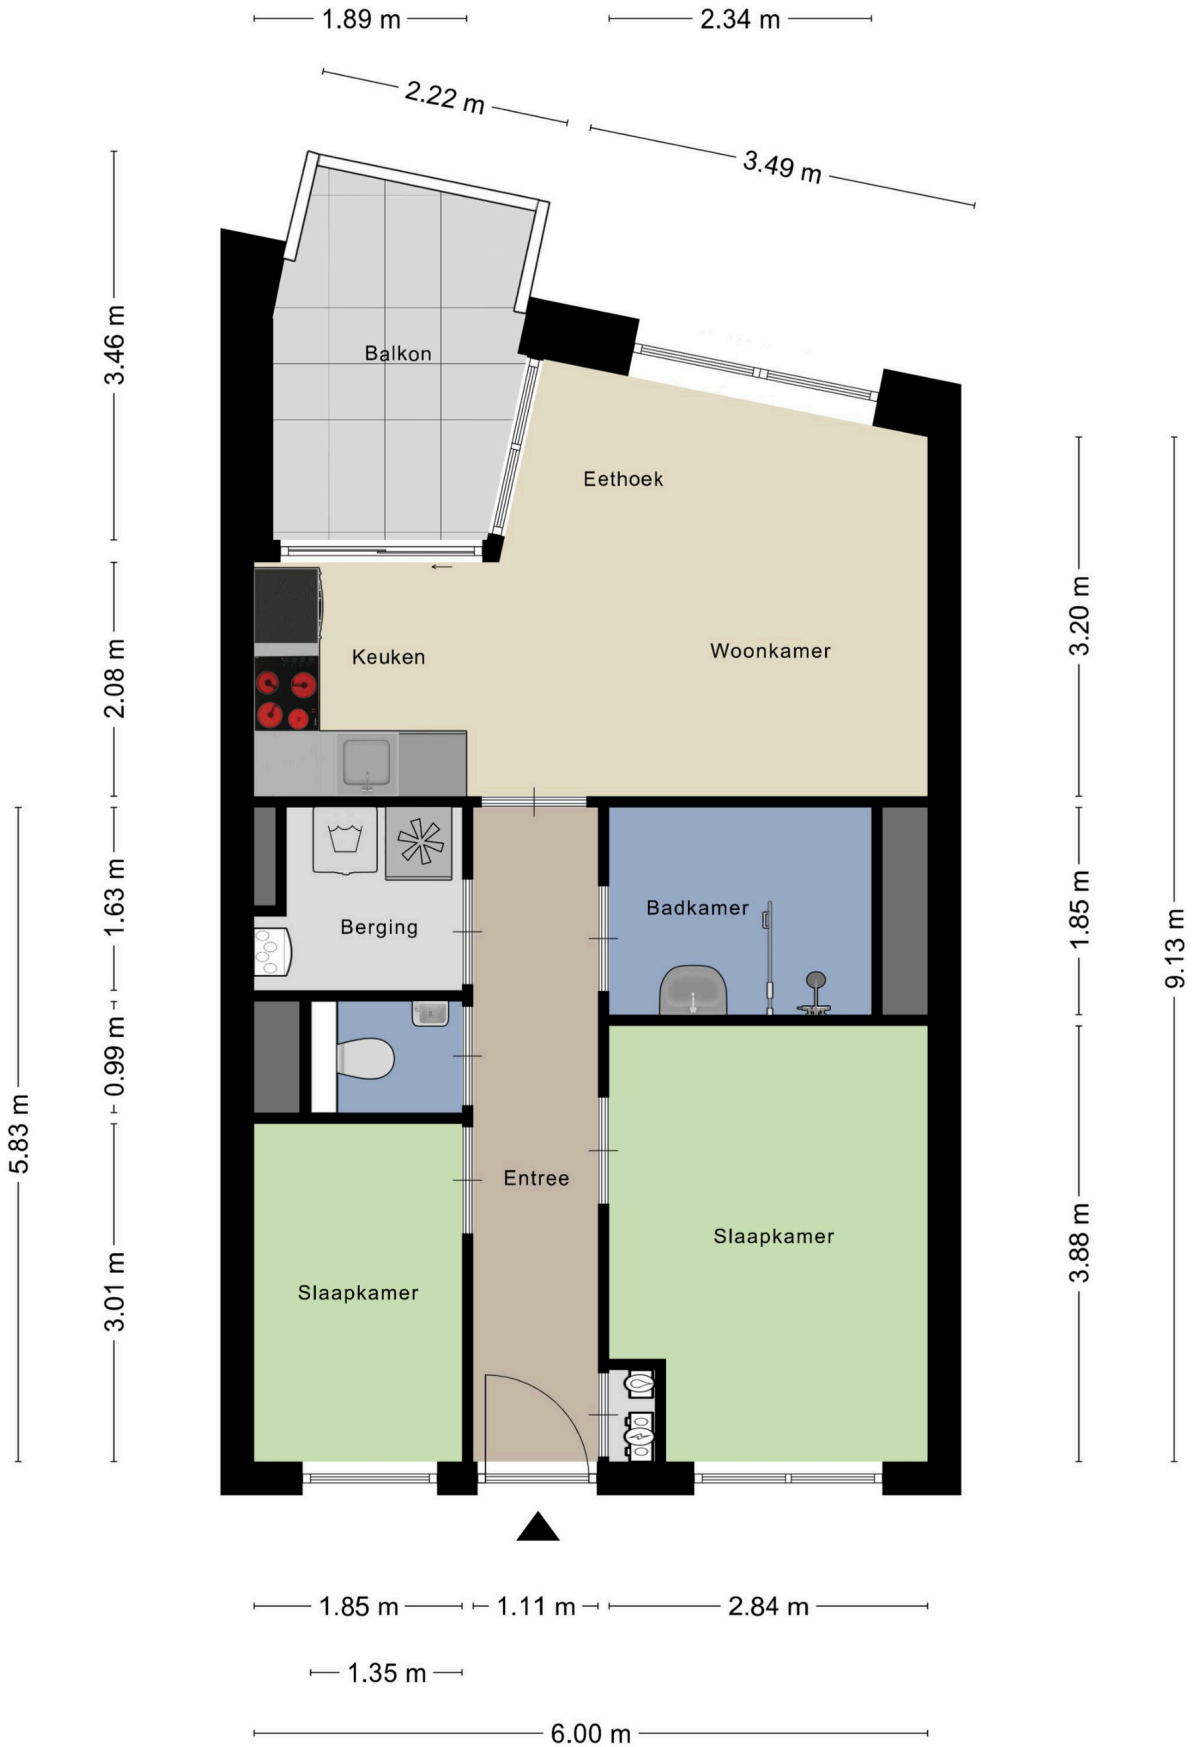 1.89 m
2.34 m
2.22 m
3.49 m
3.46 m
Balkon
Eethoek
Keuken
Woonkamer
2.08 m
3.20 m
Berging
Badkamer
1.63 m
1.85 m
9.13 m
0.99 m
5.83 m
Entree
Slaapkamer
Slaapkamer
3.01 m
3.88 m
1.85 m
1.11 m
2.84 m
1.35 m
6.00 m